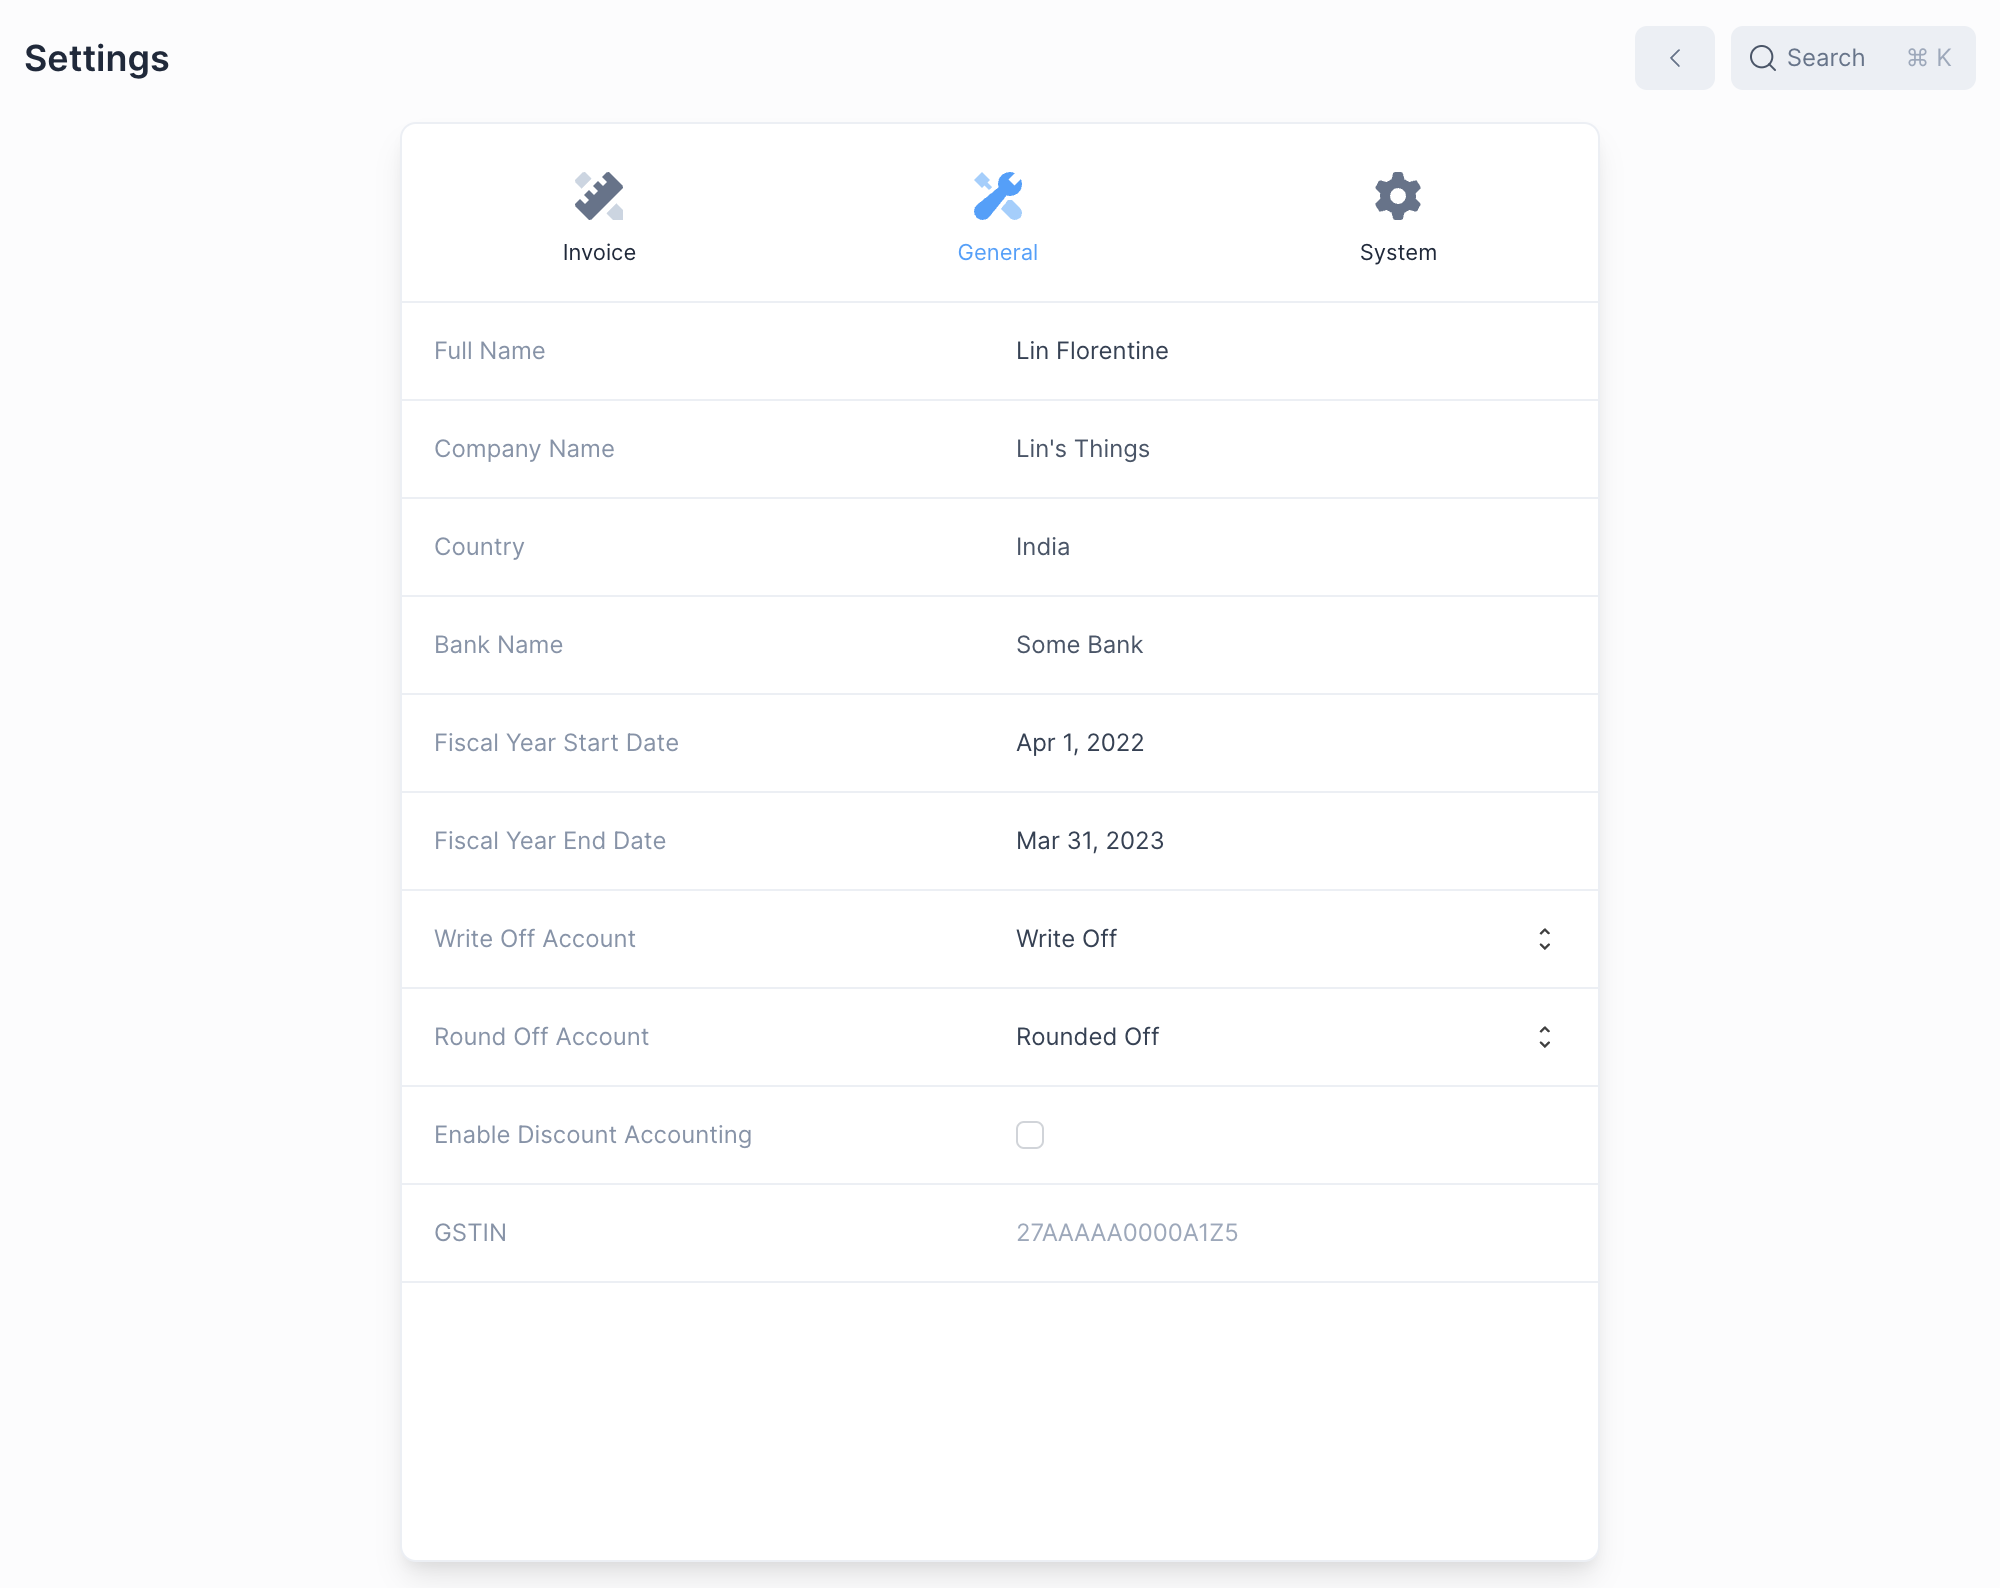 Settings
Search ⌘ K
Invoice General System
Full Name Lin Florentine
Company Name Lin's Things
Country India
Bank Name Some Bank
Fiscal Year Start Date Apr 1, 2022
Fiscal Year End Date Mar 31, 2023
Write Off Account Write Off
Round Off Account Rounded Off
Enable Discount Accounting
GSTIN 27AAAAA0000A1Z5